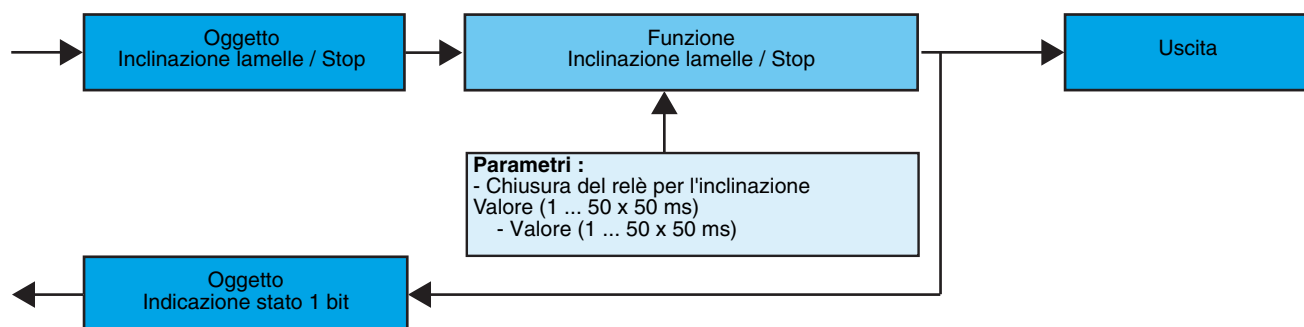 Oggetto
Inclinazione lamelle / Stop
Funzione
Inclinazione lamelle / Stop
Uscita
Parametri :
- Chiusura del relè per l'inclinazione
Valore (1 ... 50 x 50 ms)
- Valore (1 ... 50 x 50 ms)
Oggetto
Indicazione stato 1 bit